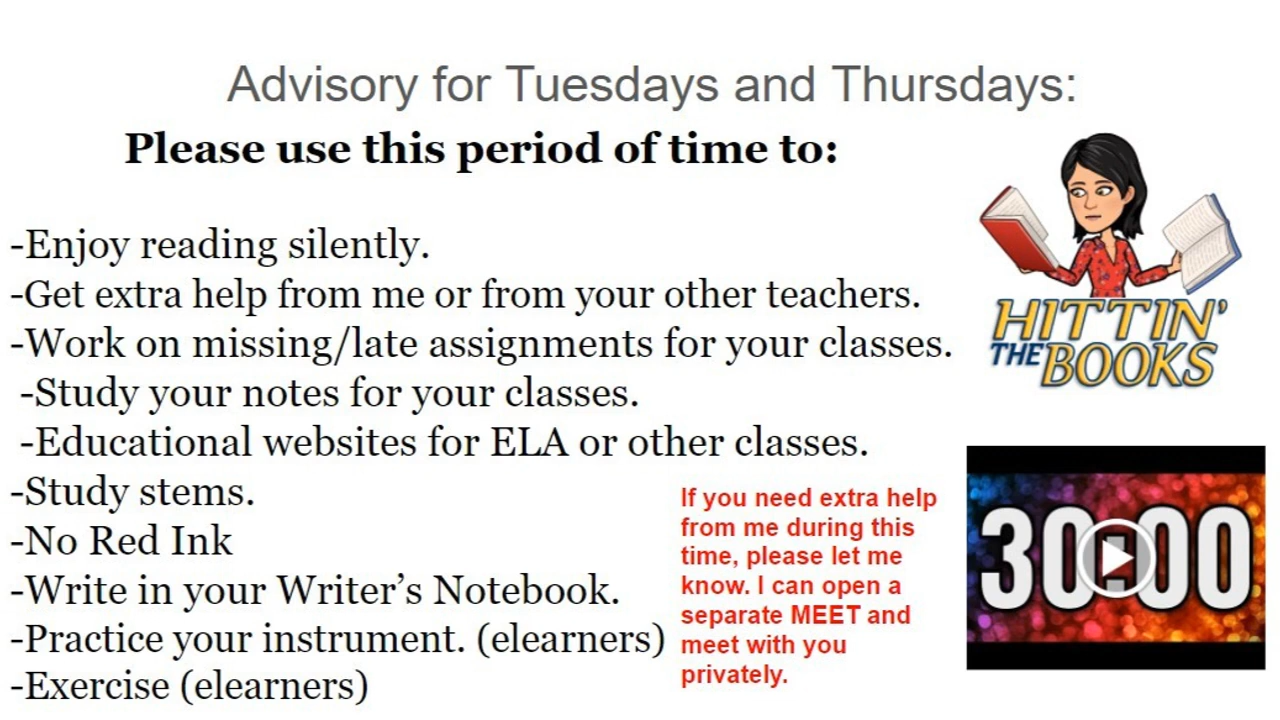 Advisory for Tuesdays and Thursdays:
Please use this period of time to:
-Enjoy reading silently.
-Get extra help from me or from your other teachers.
-Work on missing/late assignments for your classes.
-Study your notes for your classes.
-Educational websites for ELA or other classes.
-Study stems.
-No Red Ink
-Write in your Writer’s Notebook.
-Practice your instrument. (elearners)
-Exercise (elearners)
If you need extra help
from me during this
time, please let me
know. I can open a
separate MEET and
meet with you
privately.
HITTIN'
THE BOOKS
30:00